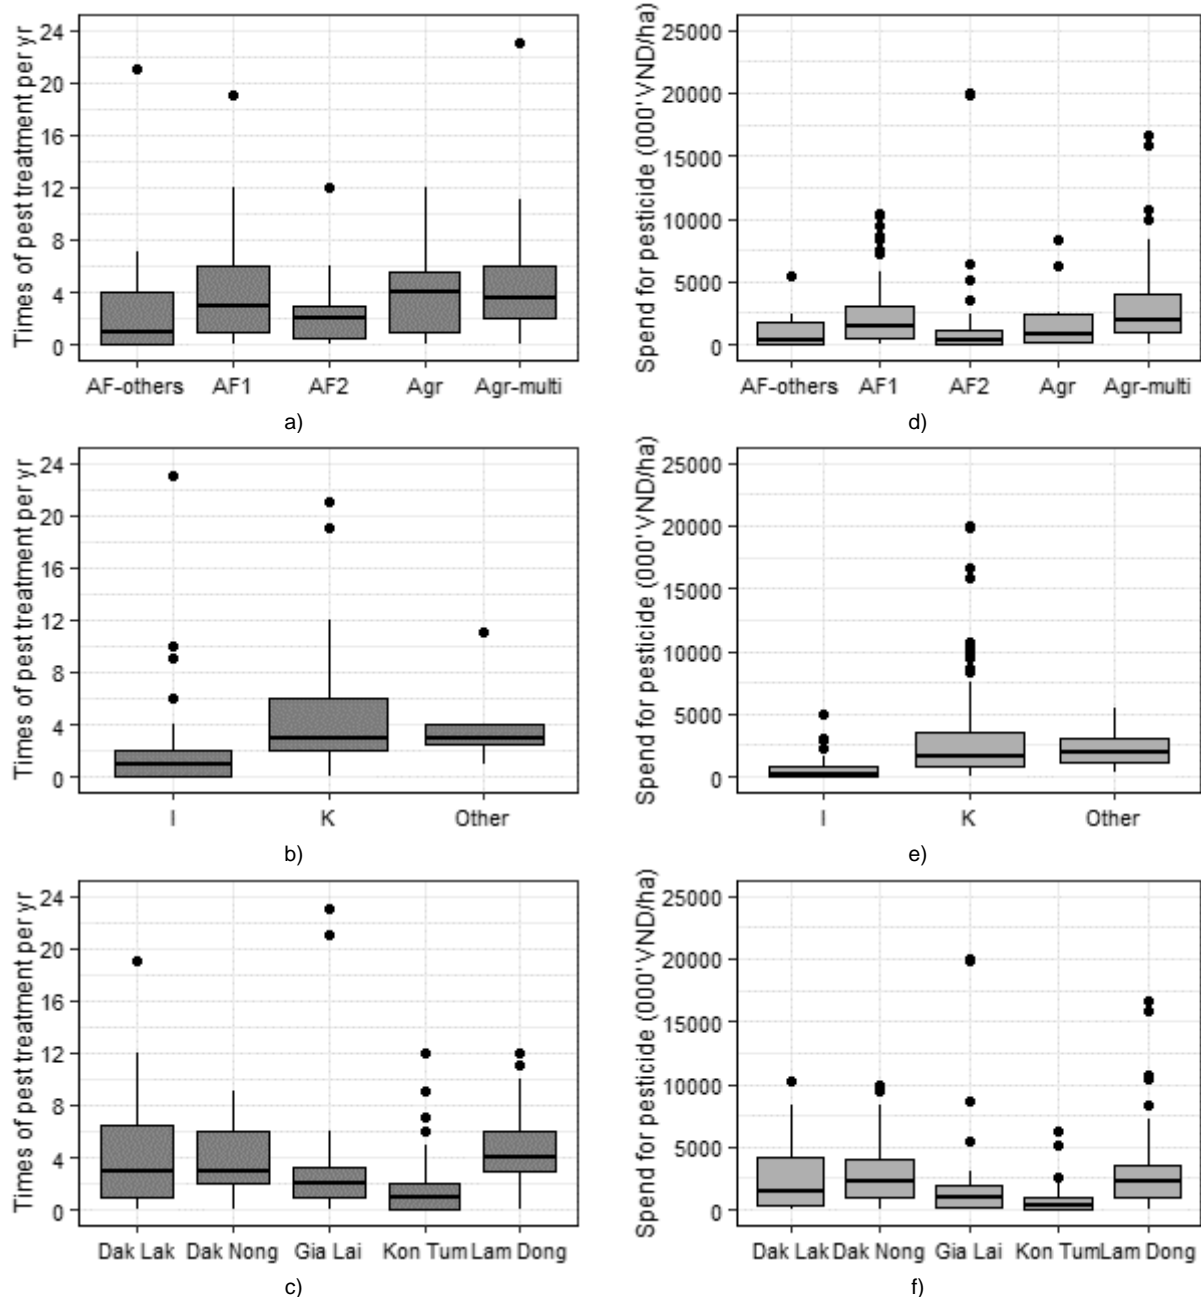 Times of pest treatment per yr
24
20
16
12
8
4
0
AF-others AF1 AF2 Agr Agr-multi
a)
Spend for pesticide (000' VND/ha)
25000
20000
15000
10000
5000
0
AF-others AF1 AF2 Agr Agr-multi
d)
Times of pest treatment per yr
24
20
16
12
8
4
0
I K Other
b)
Spend for pesticide (000' VND/ha)
25000
20000
15000
10000
5000
0
I K Other
e)
Times of pest treatment per yr
24
20
16
12
8
4
0
Dak Lak Dak Nong Gia Lai Kon Tum Lam Dong
c)
Spend for pesticide (000' VND/ha)
25000
20000
15000
10000
5000
0
Dak Lak Dak Nong Gia Lai Kon Tum Lam Dong
f)